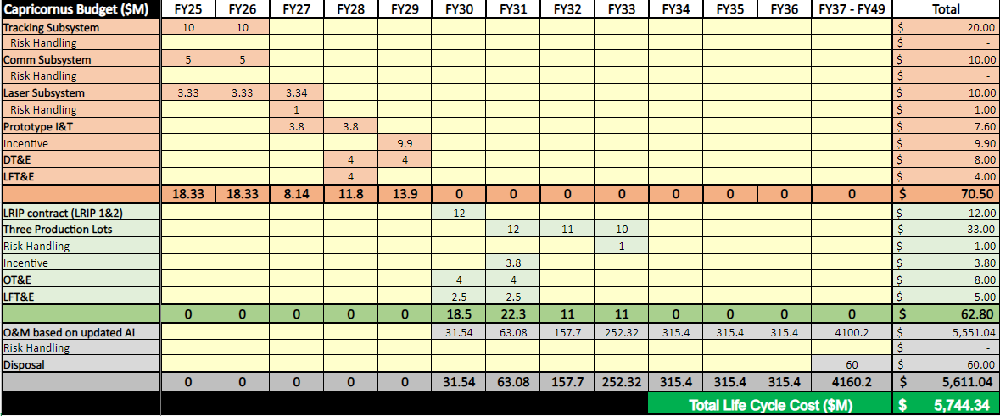 Capricornus Budget ($M) FY25 FY26 FY27 FY28 FY29 FY30 FY31 FY32 FY33 FY34 FY35 FY36 FY37 - FY49 Total
Tracking Subsystem 10 10 $ 20.00
Risk Handling $ -
Comm Subsystem 5 5 $ 10.00
Risk Handling $ -
Laser Subsystem 3.33 3.33 3.34 $ 10.00
Risk Handling 1 $ 1.00
Prototype I&T 3.8 3.8 $ 7.60
Incentive 9.9 $ 9.90
DT&E 4 4 $ 8.00
LFT&E 4 $ 4.00
18.33 18.33 8.14 11.8 13.9 0 0 0 0 0 0 0 0 $ 70.50
LRIP contract (LRIP 1&2) 12 $ 12.00
Three Production Lots 12 11 10 $ 33.00
Risk Handling 1 $ 1.00
Incentive 3.8 $ 3.80
OT&E 4 4 $ 8.00
LFT&E 2.5 2.5 $ 5.00
0 0 0 0 0 18.5 22.3 11 11 0 0 0 0 $ 62.80
O&M based on updated Ai 31.54 63.08 157.7 252.32 315.4 315.4 315.4 4100.2 $ 5,551.04
Risk Handling $ -
Disposal 60 $ 60.00
0 0 0 0 0 31.54 63.08 157.7 252.32 315.4 315.4 315.4 4160.2 $ 5,611.04
Total Life Cycle Cost ($M) $ 5,744.34